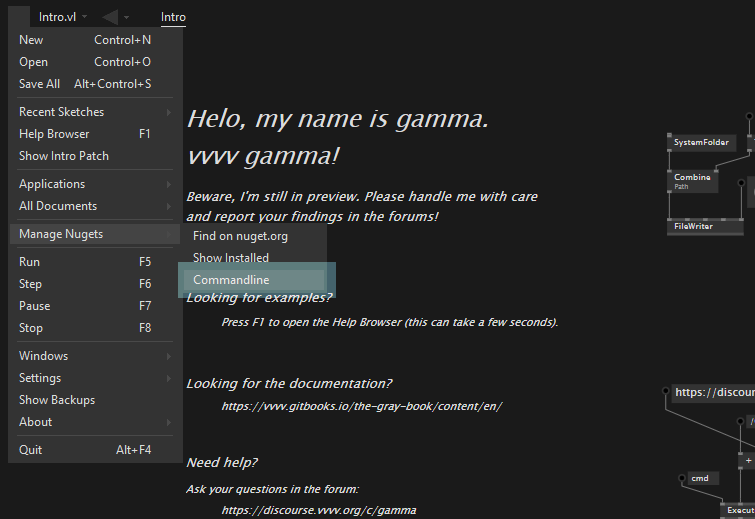 Intro.vl
Intro
New Control+N
Open Control+O
Save All Alt+Control+S
Recent Sketches
Help Browser F1
Show Intro Patch
Applications
All Documents
Manage Nugets
Run F5
Step F6
Pause F7
Stop F8
Windows
Settings
Show Backups
About
Quit Alt+F4
Find on nuget.org
Show Installed
Commandline
Helo, my name is gamma.
vvvv gamma!
Beware, I'm still in preview. Please handle me with care
and report your findings in the forums!
Looking for examples?
Press F1 to open the Help Browser (this can take a few seconds).
Looking for the documentation?
https://vvvv.gitbooks.io/the-gray-book/content/en/
Need help?
Ask your questions in the forum:
https://discourse.vvvv.org/c/gamma
SystemFolder
Combine
Path
FileWriter
https://discou
/
+
cmd
Execut